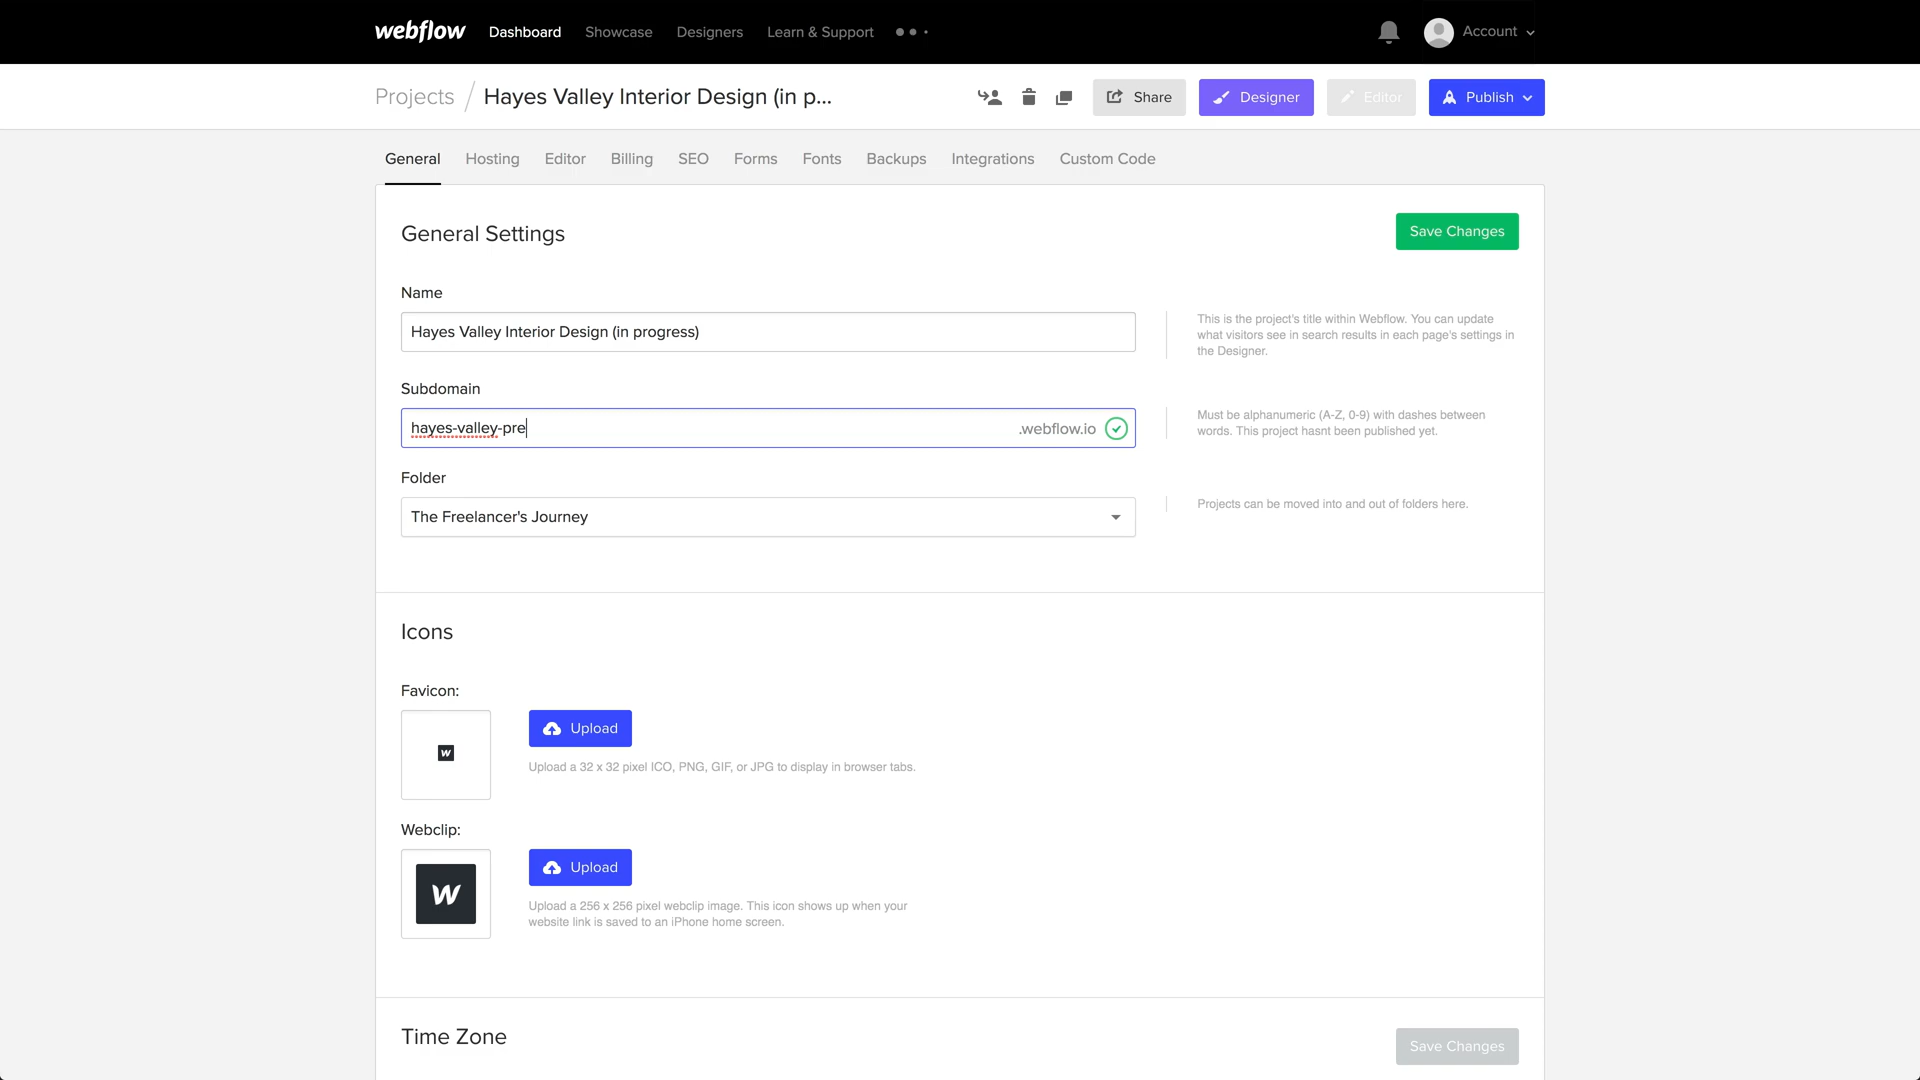 webflow Dashboard Showcase Designers Learn & Support Account
Projects / Hayes Valley Interior Design (in p... Share Designer Editor Publish
General Hosting Editor Billing SEO Forms Fonts Backups Integrations Custom Code
General Settings
Save Changes
Name
Hayes Valley Interior Design (in progress)
This is the project's title within Webflow. You can update
what visitors see in search results in each page's settings in
the Designer.
Subdomain
hayes-valley-pre .webflow.io
Must be alphanumeric (A-Z, 0-9) with dashes between
words. This project hasnt been published yet.
Folder
The Freelancer's Journey
Projects can be moved into and out of folders here.
Icons
Favicon:
W
Upload
Upload a 32 x 32 pixel ICO, PNG, GIF, or JPG to display in browser tabs.
Webclip:
W
Upload
Upload a 256 x 256 pixel webclip image. This icon shows up when your
website link is saved to an iPhone home screen.
Time Zone
Save Changes